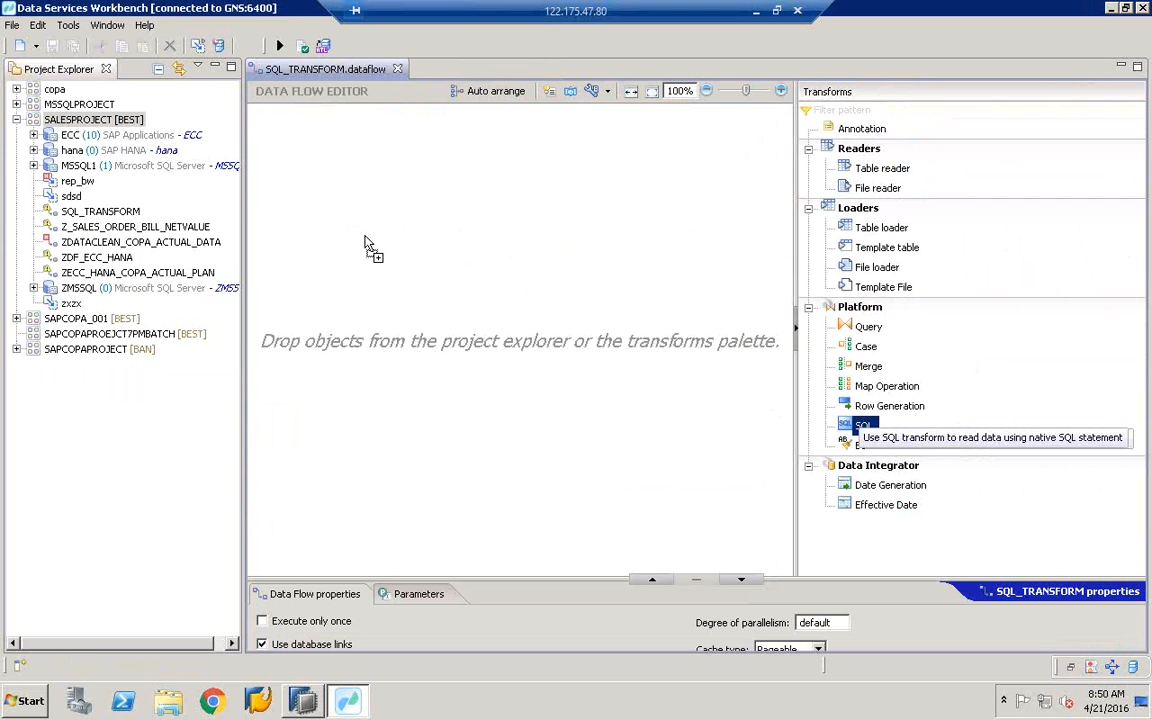 Data Services Workbench [connected to GNS:6400]
122.175.47.80
File Edit Tools Window Help
Project Explorer
SQL_TRANSFORM.dataflow
DATA FLOW EDITOR
Auto arrange
100%
Transforms
Filter pattern
copa
MSSQLPROJECT
SALESPROJECT [BEST]
ECC (10) SAP Applications - ECC
hana (0) SAP HANA - hana
MSSQL1 (1) Microsoft SQL Server - MSSQ
rep_bw
sdsd
SQL_TRANSFORM
Z_SALES_ORDER_BILL_NETVALUE
ZDATACLEAN_COPA_ACTUAL_DATA
ZDF_ECC_HANA
ZECC_HANA_COPA_ACTUAL_PLAN
ZMSSQL (0) Microsoft SQL Server - ZMSS
zxzx
SAPCOPA_001 [BEST]
SAPCOPAPROEJCT7PMBATCH [BEST]
SAPCOPAPROJECT [BAN]
Drop objects from the project explorer or the transforms palette.
Annotation
Readers
Table reader
File reader
Loaders
Table loader
Template table
File loader
Template File
Platform
Query
Case
Merge
Map Operation
Row Generation
SQL
Use SQL transform to read data using native SQL statement
Data Integrator
Date Generation
Effective Date
Data Flow properties
Parameters
SQL_TRANSFORM properties
Execute only once
Degree of parallelism: default
Use database links
Cache type: Pageable
Start
8:50 AM
4/21/2016